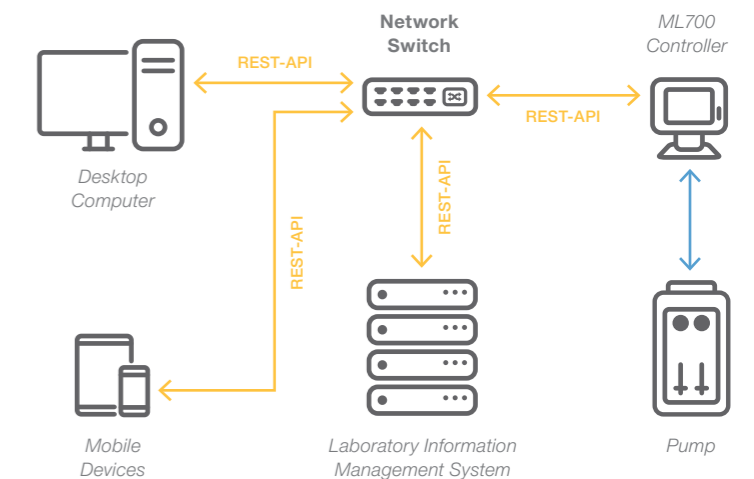 Network
Switch
ML700
Controller
REST-API
REST-API
Desktop
Computer
REST-API
REST-API
Mobile
Devices
Laboratory Information
Management System
Pump